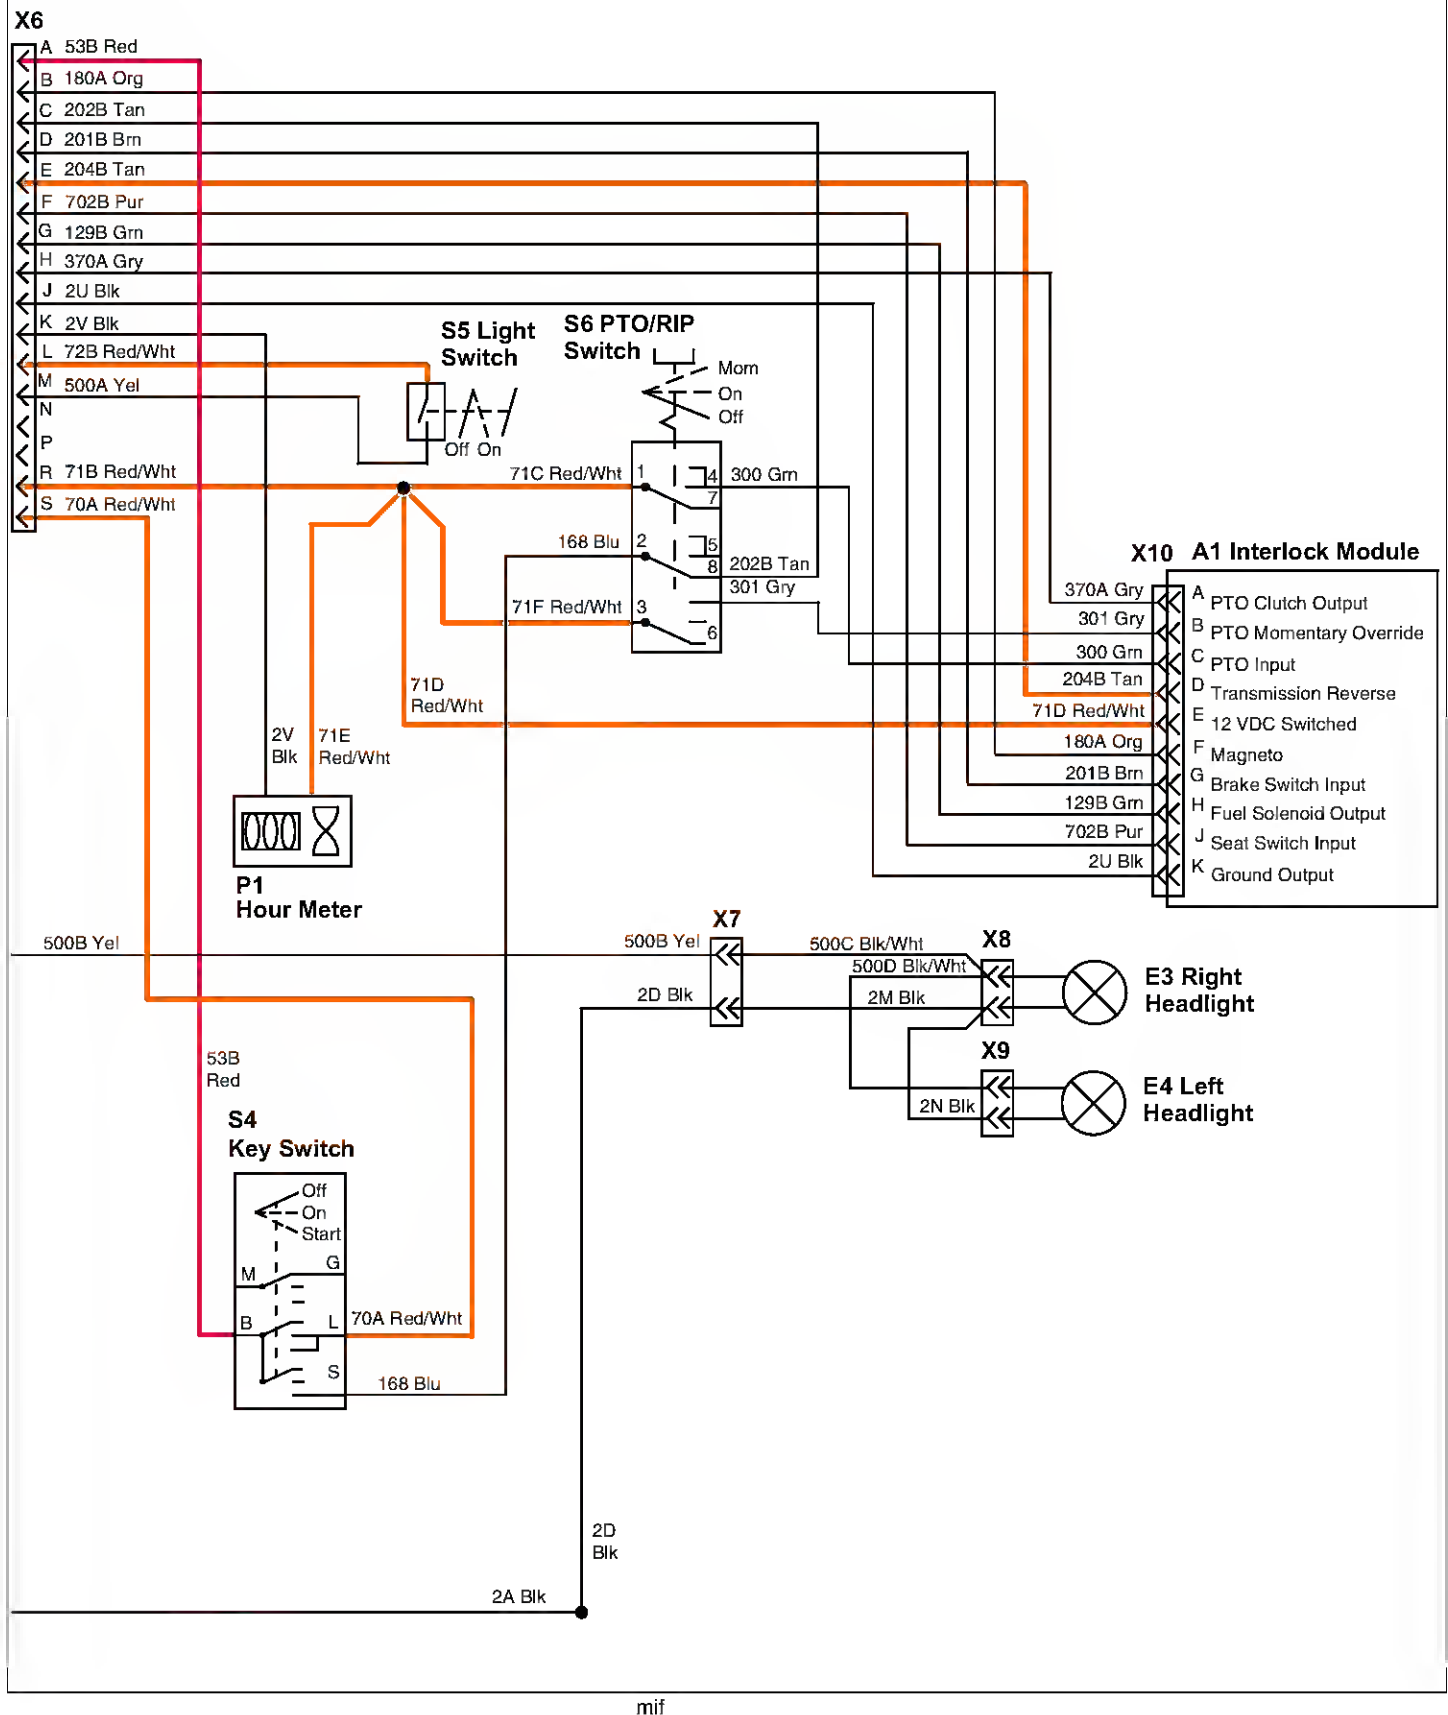 X6
A 53B Red
B 180A Org
C 202B Tan
D 201B Brn
E 204B Tan
F 702B Pur
G 129B Grn
H 370A Gry
J 2U Blk
K 2V Blk
L 72B Red/Wht
M 500A Yel
N
P
R 71B Red/Wht
S 70A Red/Wht
S5 Light
Switch
Off On
S6 PTO/RIP
Switch
Mom
On
Off
71C Red/Wht
1
4
7
300 Grn
168 Blu
2
5
8
202B Tan
301 Gry
71F Red/Wht
3
6
71D
Red/Wht
2V
Blk
71E
Red/Wht
P1
Hour Meter
X10
A1 Interlock Module
370A Gry A PTO Clutch Output
301 Gry B PTO Momentary Override
300 Grn C PTO Input
204B Tan D Transmission Reverse
71D Red/Wht E 12 VDC Switched
180A Org F Magneto
201B Brn G Brake Switch Input
129B Grn H Fuel Solenoid Output
702B Pur J Seat Switch Input
2U Blk K Ground Output
500B Yel
500B Yel
X7
500C Blk/Wht
X8
500D Blk/Wht
2D Blk
2M Blk
E3 Right
Headlight
X9
2N Blk
E4 Left
Headlight
53B
Red
S4
Key Switch
Off
On
Start
M
G
B
L
70A Red/Wht
S
168 Blu
2D
Blk
2A Blk
mif